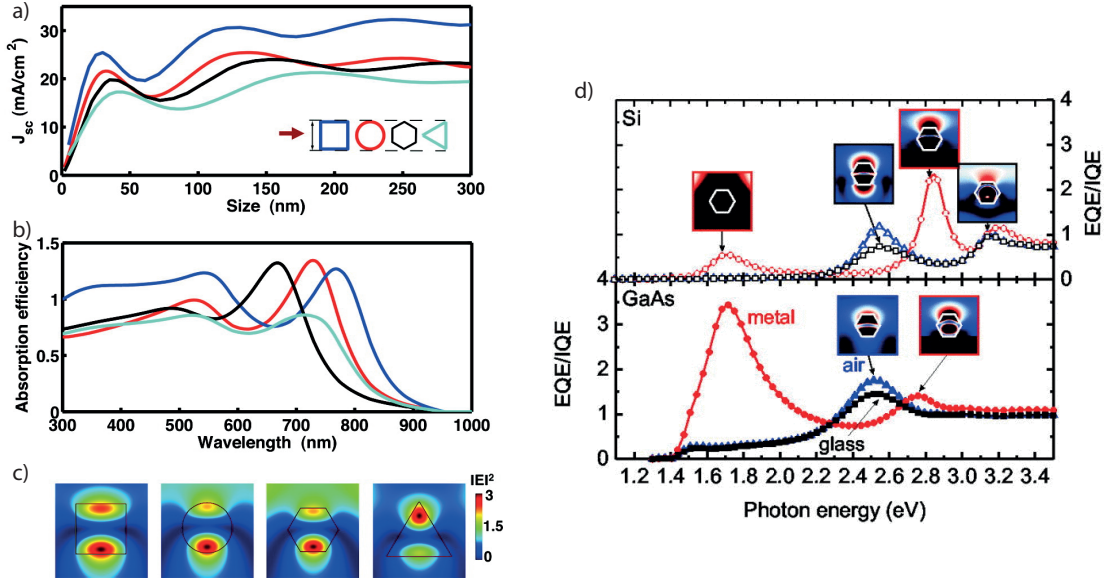 a)
30
20
10
0
J_sc (mA/cm²)
0 50 100 150 200 250 300
Size (nm)
b)
1.5
1
0.5
0
Absorption efficiency
300 400 500 600 700 800 900 1000
Wavelength (nm)
c)
|E|²
3
1.5
0
d)
Si
4
3
2
1
0
EQE/IQE
4
GaAs
3
2
1
0
EQE/IQE
metal
air
glass
1.2 1.4 1.6 1.8 2.0 2.2 2.4 2.6 2.8 3.0 3.2 3.4
Photon energy (eV)